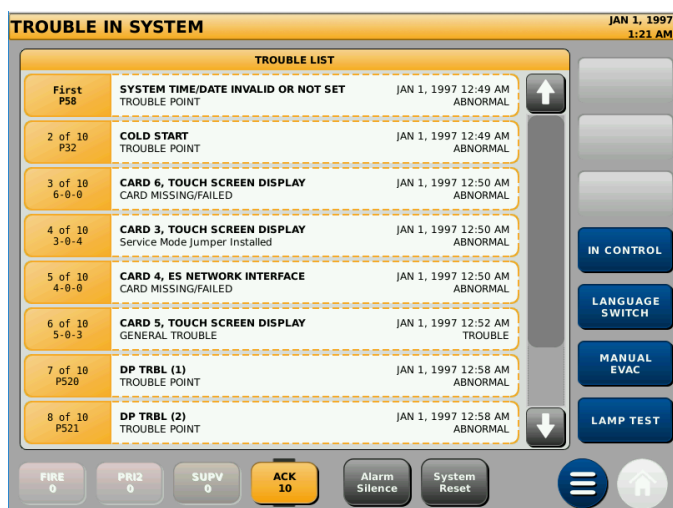 TROUBLE IN SYSTEM
JAN 1, 1997
1:21 AM
TROUBLE LIST
First
P58
SYSTEM TIME/DATE INVALID OR NOT SET
TROUBLE POINT
JAN 1, 1997 12:49 AM
ABNORMAL
2 of 10
P32
COLD START
TROUBLE POINT
JAN 1, 1997 12:49 AM
ABNORMAL
3 of 10
6-0-0
CARD 6, TOUCH SCREEN DISPLAY
CARD MISSING/FAILED
JAN 1, 1997 12:50 AM
ABNORMAL
4 of 10
3-0-4
CARD 3, TOUCH SCREEN DISPLAY
Service Mode Jumper Installed
JAN 1, 1997 12:50 AM
ABNORMAL
5 of 10
4-0-0
CARD 4, ES NETWORK INTERFACE
CARD MISSING/FAILED
JAN 1, 1997 12:50 AM
ABNORMAL
6 of 10
5-0-3
CARD 5, TOUCH SCREEN DISPLAY
GENERAL TROUBLE
JAN 1, 1997 12:52 AM
TROUBLE
7 of 10
P520
DP TRBL (1)
TROUBLE POINT
JAN 1, 1997 12:58 AM
ABNORMAL
8 of 10
P521
DP TRBL (2)
TROUBLE POINT
JAN 1, 1997 12:58 AM
ABNORMAL
IN CONTROL
LANGUAGE
SWITCH
MANUAL
EVAC
LAMP TEST
FIRE
0
PRI2
0
SUPV
0
ACK
10
Alarm
Silence
System
Reset